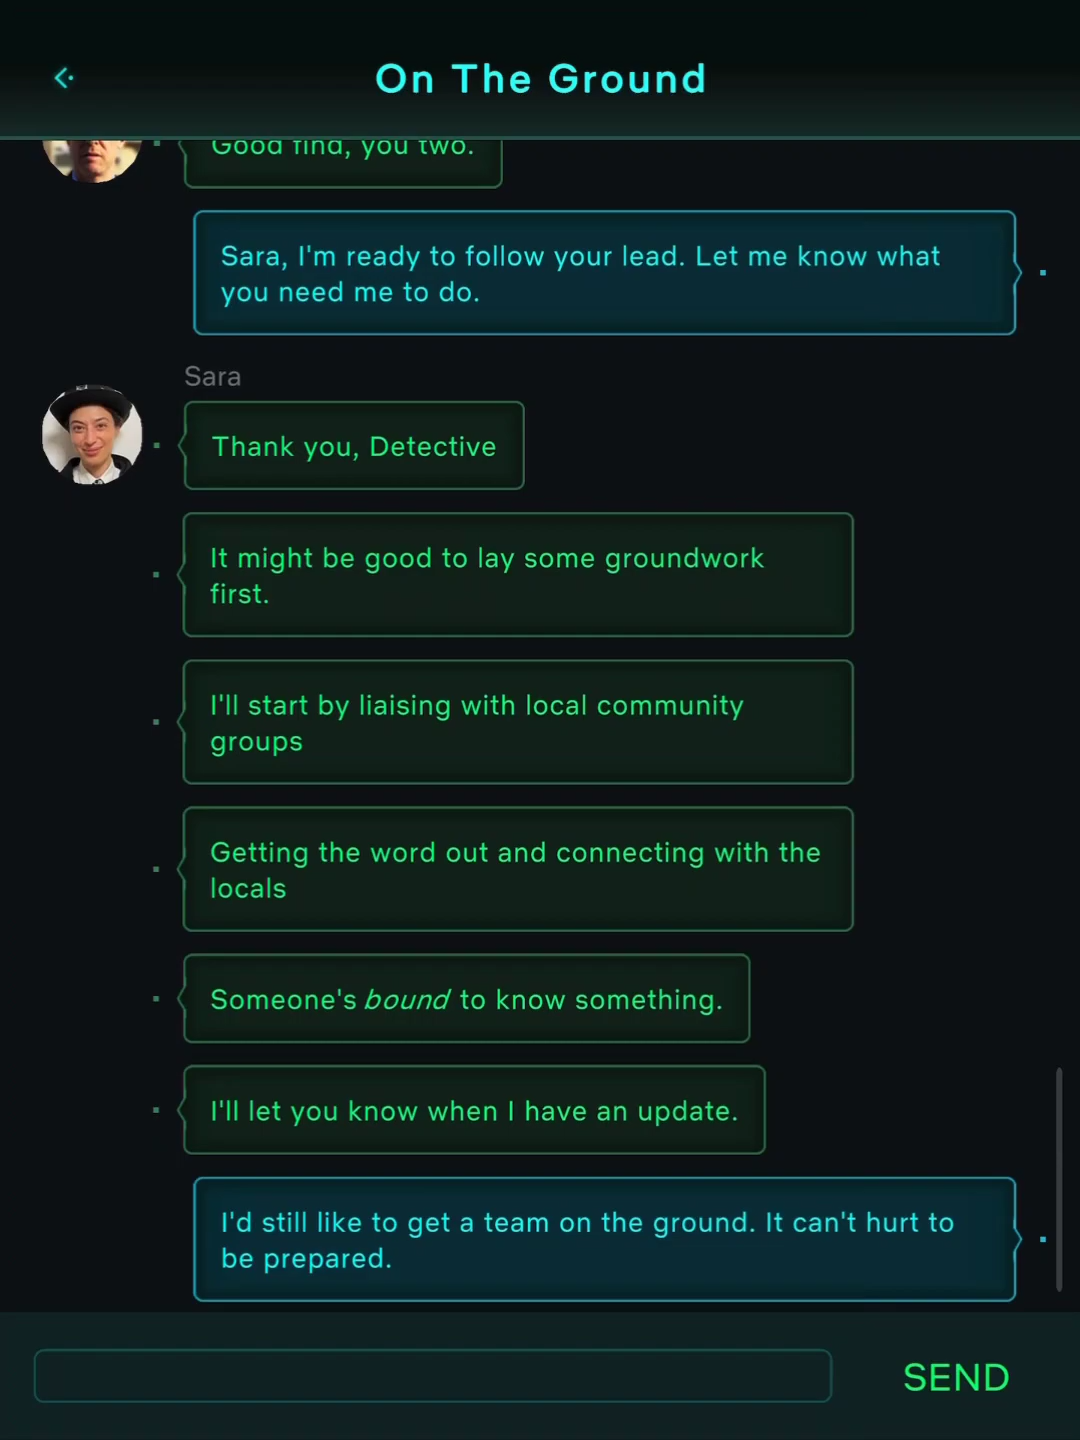 On The Ground
Good find, you two.
Sara, I'm ready to follow your lead. Let me know what
you need me to do.
Sara
Thank you, Detective
It might be good to lay some groundwork
first.
I'll start by liaising with local community
groups
Getting the word out and connecting with the
locals
Someone's bound to know something.
I'll let you know when I have an update.
I'd still like to get a team on the ground. It can't hurt to
be prepared.
SEND